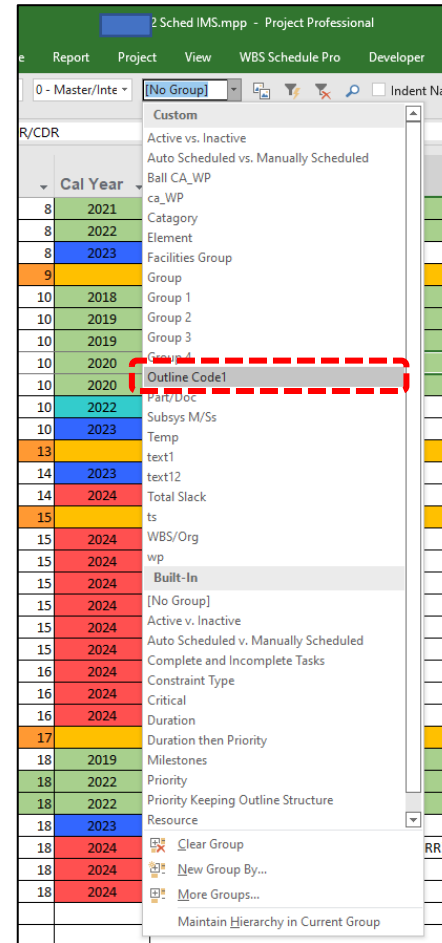 2 Sched IMS.mpp - Project Professional
e Report Project View WBS Schedule Pro Developer
0 - Master/Inte [No Group] Indent Na
Custom
R/CDR
Active vs. Inactive
Auto Scheduled vs. Manually Scheduled
Ball CA_WP
ca_WP
Catagory
Element
Facilities Group
Group
Group 1
Group 2
Group 3
Group 4
Outline Code1
Part/Doc
Subsys M/Ss
Temp
text1
text12
Total Slack
ts
WBS/Org
wp
Built-In
[No Group]
Active v. Inactive
Auto Scheduled v. Manually Scheduled
Complete and Incomplete Tasks
Constraint Type
Critical
Duration
Duration then Priority
Milestones
Priority
Priority Keeping Outline Structure
Resource
Clear Group
New Group By...
More Groups...
Maintain Hierarchy in Current Group
Cal Year
8 2021
8 2022
8 2023
9
10 2018
10 2019
10 2019
10 2020
10 2020
10 2022
10 2023
13
14 2023
14 2024
15
15 2024
15 2024
15 2024
15 2024
15 2024
15 2024
16 2024
16 2024
16 2024
17
18 2019
18 2022
18 2022
18 2023
18 2024 RR
18 2024
18 2024